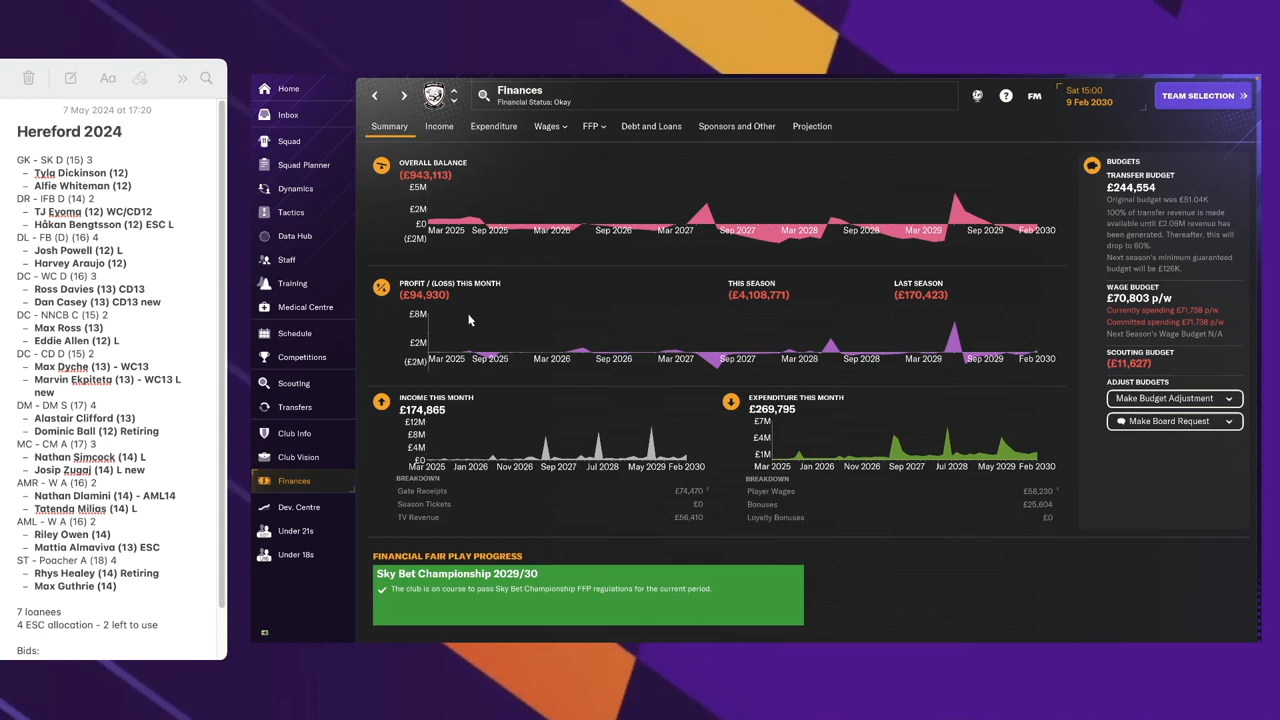 7 May 2024 at 17:20
Hereford 2024
GK - SK D (15) 3
– Tyla Dickinson (12)
– Alfie Whiteman (12)
DR - IFB D (14) 2
– TJ Eyoma (12) WC/CD12
– Håkan Bengtsson (12) ESC L
DL - FB (D) (16) 4
– Josh Powell (12) L
– Harvey Araujo (12)
DC - WC D (16) 3
– Ross Davies (13) CD13
– Dan Casey (13) CD13 new
DC - NNCB C (15) 2
– Max Ross (13)
– Eddie Allen (12) L
DC - CD D (15) 2
– Max Dyche (13) - WC13
– Marvin Ekpiteta (13) - WC13 L
new
DM - DM S (17) 4
– Alastair Clifford (13)
– Dominic Ball (12) Retiring
MC - CM A (17) 3
– Nathan Simcock (14) L
– Josip Zugaj (14) L new
AMR - W A (16) 2
– Nathan Dlamini (14) - AML14
– Tatenda Milias (14) L
AML - W A (16) 2
– Riley Owen (14)
– Mattia Almaviva (13) ESC
ST - Poacher A (18) 4
– Rhys Healey (14) Retiring
– Max Guthrie (14)
7 loanees
4 ESC allocation - 2 left to use
Bids:
Home
Inbox
Squad
Squad Planner
Dynamics
Tactics
Data Hub
Staff
Training
Medical Centre
Schedule
Competitions
Scouting
Transfers
Club Info
Club Vision
Finances
Dev. Centre
Under 21s
Under 18s
Finances
Financial Status: Okay
FM
Sat 15:00
9 Feb 2030
TEAM SELECTION
Summary Income Expenditure Wages FFP Debt and Loans Sponsors and Other Projection
OVERALL BALANCE
(£943,113)
£5M
£2M
£0
(£2M)
Mar 2025 Sep 2025 Mar 2026 Sep 2026 Mar 2027 Sep 2027 Mar 2028 Sep 2028 Mar 2029 Sep 2029 Feb 2030
PROFIT / (LOSS) THIS MONTH
(£94,930)
THIS SEASON
(£4,108,771)
LAST SEASON
(£170,423)
£8M
£2M
(£2M)
Mar 2025 Sep 2025 Mar 2026 Sep 2026 Mar 2027 Sep 2027 Mar 2028 Sep 2028 Mar 2029 Sep 2029 Feb 2030
INCOME THIS MONTH
£174,865
£12M
£8M
£4M
£0
Mar 2025 Jan 2026 Nov 2026 Sep 2027 Jul 2028 May 2029 Feb 2030
BREAKDOWN
Gate Receipts £74,470
Season Tickets £0
TV Revenue £56,410
EXPENDITURE THIS MONTH
£269,795
£7M
£4M
£1M
Mar 2025 Jan 2026 Nov 2026 Sep 2027 Jul 2028 May 2029 Feb 2030
BREAKDOWN
Player Wages £58,230
Bonuses £25,604
Loyalty Bonuses £0
FINANCIAL FAIR PLAY PROGRESS
Sky Bet Championship 2029/30
The club is on course to pass Sky Bet Championship FFP regulations for the current period.
BUDGETS
TRANSFER BUDGET
£244,554
Original budget was £51.04K
100% of transfer revenue is made
available until £2.09M revenue has
been generated. Thereafter, this will
drop to 60%.
Next season's minimum guaranteed
budget will be £126K
WAGE BUDGET
£70,803 p/w
Currently spending £71,738 p/w
Committed spending £71,738 p/w
Next Season's Wage Budget N/A
SCOUTING BUDGET
(£11,627)
ADJUST BUDGETS
Make Budget Adjustment
Make Board Request